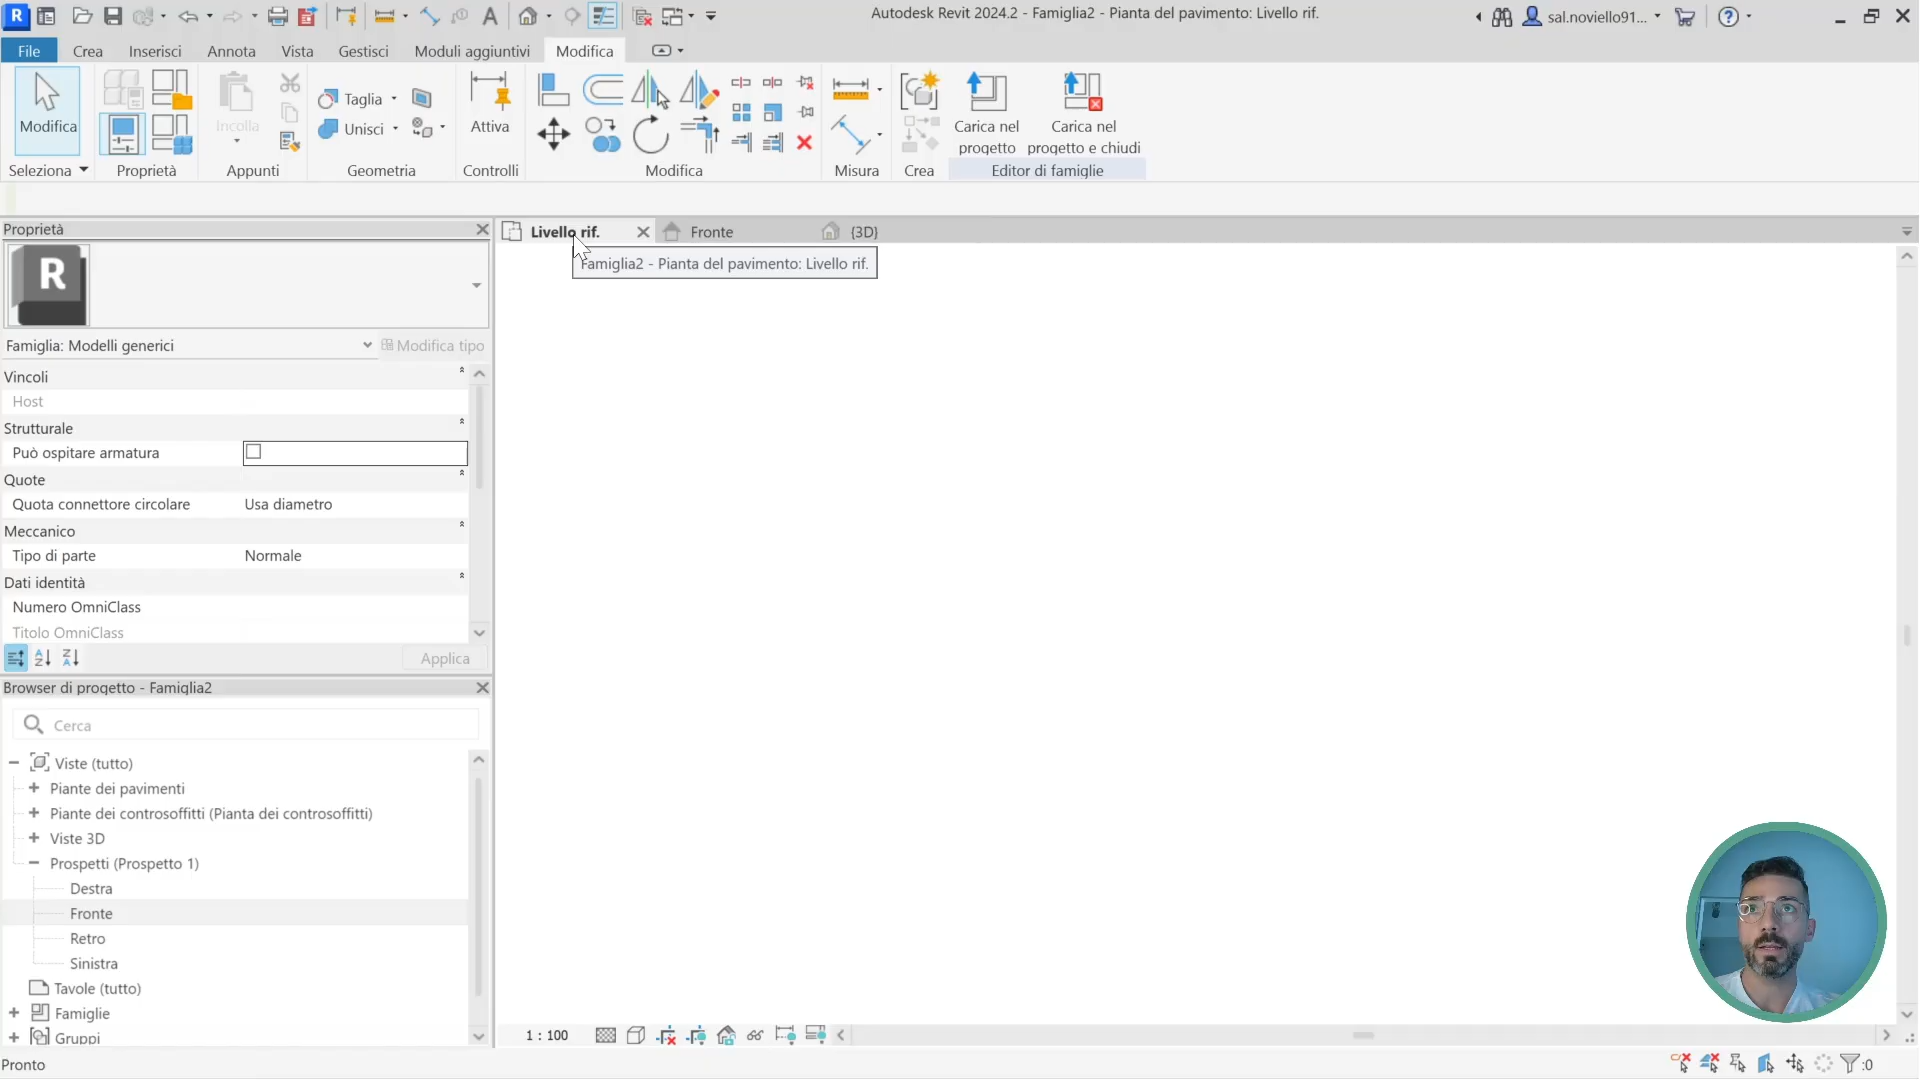 Autodesk Revit 2024.2 - Famiglia2 - Pianta del pavimento: Livello rif.
sal.noviello91...
File
Crea
Inserisci
Annota
Vista
Gestisci
Moduli aggiuntivi
Modifica
Modifica
Incolla
Taglia
Unisci
Attiva
Carica nel
progetto
Carica nel
progetto e chiudi
Seleziona
Proprietà
Appunti
Geometria
Controlli
Modifica
Misura
Crea
Editor di famiglie
Proprietà
R
Famiglia: Modelli generici
Modifica tipo
Vincoli
Host
Strutturale
Può ospitare armatura
Quote
Quota connettore circolare Usa diametro
Meccanico
Tipo di parte Normale
Dati identità
Numero OmniClass
Titolo OmniClass
Applica
Browser di progetto - Famiglia2
Cerca
Viste (tutto)
Piante dei pavimenti
Piante dei controsoffitti (Pianta dei controsoffitti)
Viste 3D
Prospetti (Prospetto 1)
Destra
Fronte
Retro
Sinistra
Tavole (tutto)
Famiglie
Gruppi
Livello rif.
Fronte
{3D}
Famiglia2 - Pianta del pavimento: Livello rif.
1 : 100
Pronto
:0